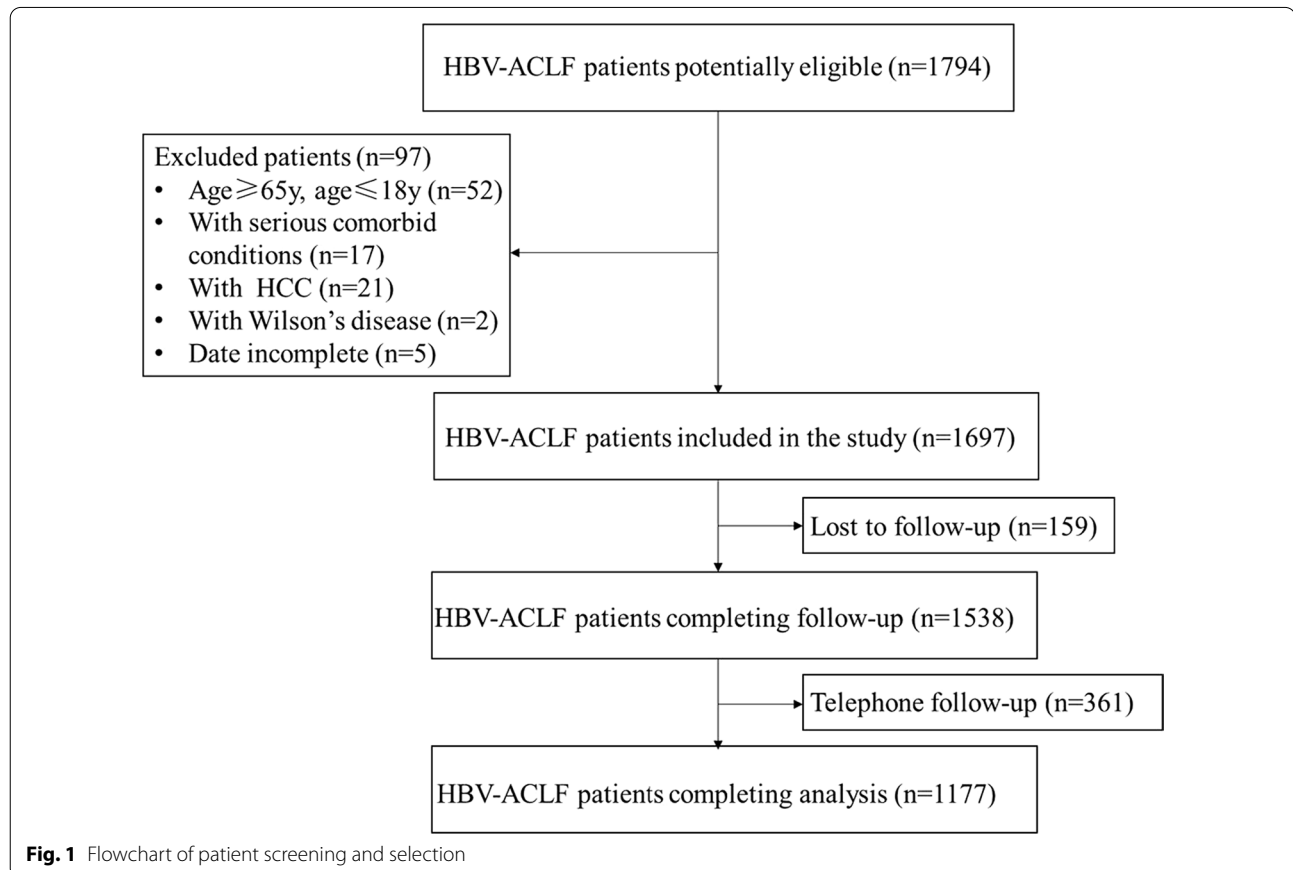 HBV-ACLF patients potentially eligible (n=1794)
Excluded patients (n=97)
• Age≥65y, age≤18y (n=52)
• With serious comorbid
conditions (n=17)
• With HCC (n=21)
• With Wilson's disease (n=2)
• Date incomplete (n=5)
HBV-ACLF patients included in the study (n=1697)
Lost to follow-up (n=159)
HBV-ACLF patients completing follow-up (n=1538)
Telephone follow-up (n=361)
HBV-ACLF patients completing analysis (n=1177)
Fig. 1 Flowchart of patient screening and selection